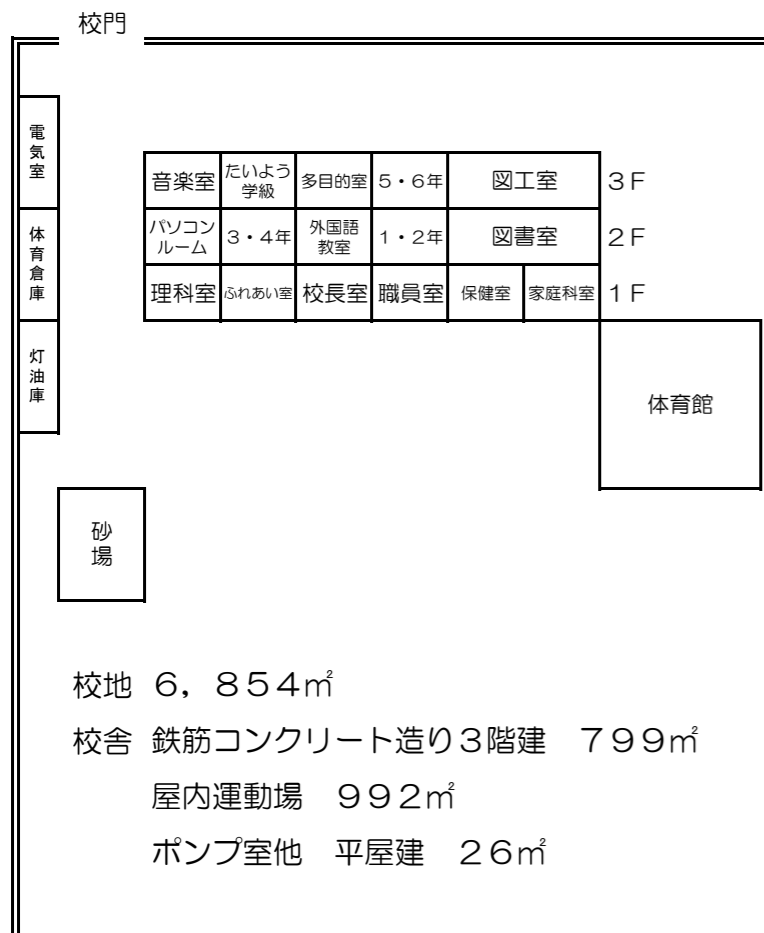 校門
電気室
音楽室 たいよう学級 多目的室 5・6年 図工室 3F
体育倉庫
パソコンルーム 3・4年 外国語教室 1・2年 図書室 2F
理科室 ふれあい室 校長室 職員室 保健室 家庭科室 1F
灯油庫
体育館
砂場
校地 6,854㎡
校舎 鉄筋コンクリート造り3階建 799㎡
屋内運動場 992㎡
ポンプ室他 平屋建 26㎡